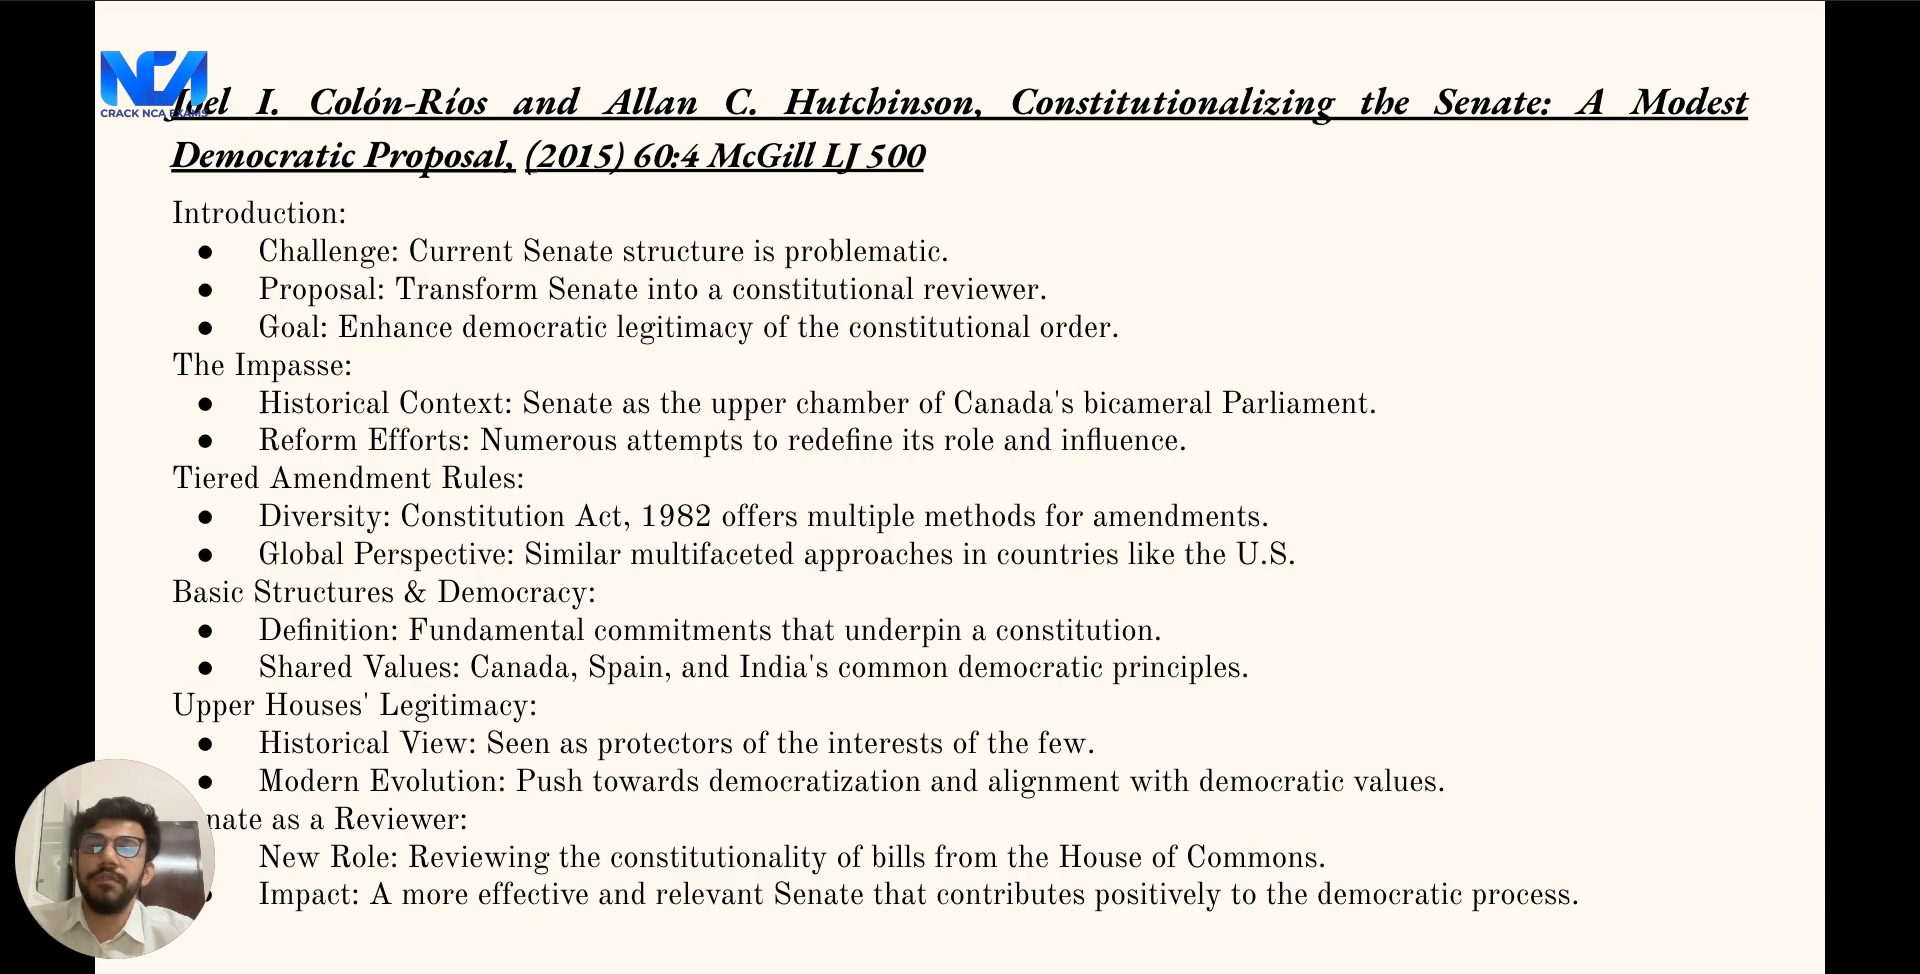 NCA
CRACK NCA EXAMS
Joel I. Colón-Ríos and Allan C. Hutchinson, Constitutionalizing the Senate: A Modest
Democratic Proposal, (2015) 60:4 McGill LJ 500
Introduction:
● Challenge: Current Senate structure is problematic.
● Proposal: Transform Senate into a constitutional reviewer.
● Goal: Enhance democratic legitimacy of the constitutional order.
The Impasse:
● Historical Context: Senate as the upper chamber of Canada's bicameral Parliament.
● Reform Efforts: Numerous attempts to redefine its role and influence.
Tiered Amendment Rules:
● Diversity: Constitution Act, 1982 offers multiple methods for amendments.
● Global Perspective: Similar multifaceted approaches in countries like the U.S.
Basic Structures & Democracy:
● Definition: Fundamental commitments that underpin a constitution.
● Shared Values: Canada, Spain, and India's common democratic principles.
Upper Houses' Legitimacy:
● Historical View: Seen as protectors of the interests of the few.
● Modern Evolution: Push towards democratization and alignment with democratic values.
nate as a Reviewer:
New Role: Reviewing the constitutionality of bills from the House of Commons.
Impact: A more effective and relevant Senate that contributes positively to the democratic process.